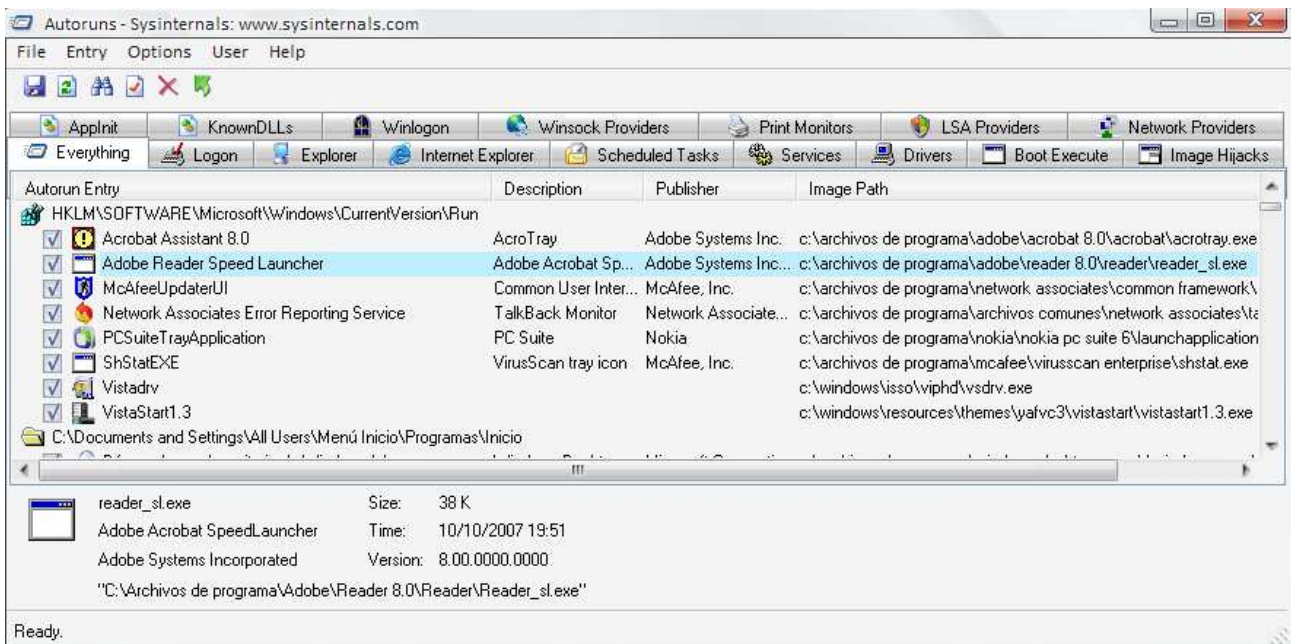 Autoruns - Sysinternals: www.sysinternals.com
File Entry Options User Help
AppInit KnownDLLs Winlogon Winsock Providers Print Monitors LSA Providers Network Providers
Everything Logon Explorer Internet Explorer Scheduled Tasks Services Drivers Boot Execute Image Hijacks
Autorun Entry Description Publisher Image Path
HKLM\SOFTWARE\Microsoft\Windows\CurrentVersion\Run
Acrobat Assistant 8.0 AcroTray Adobe Systems Inc. c:\archivos de programa\adobe\acrobat 8.0\acrobat\acrotray.exe
Adobe Reader Speed Launcher Adobe Acrobat Sp... Adobe Systems Inc... c:\archivos de programa\adobe\reader 8.0\reader\reader_sl.exe
McAfeeUpdaterUI Common User Inter... McAfee, Inc. c:\archivos de programa\network associates\common framework\
Network Associates Error Reporting Service TalkBack Monitor Network Associate... c:\archivos de programa\archivos comunes\network associates\ta
PCSuiteTrayApplication PC Suite Nokia c:\archivos de programa\nokia\nokia pc suite 6\launchapplication
ShStatEXE VirusScan tray icon McAfee, Inc. c:\archivos de programa\mcafee\virusscan enterprise\shstat.exe
Vistadrv c:\windows\isso\viphd\vsdrv.exe
VistaStart1.3 c:\windows\resources\themes\yafvc3\vistastart\vistastart1.3.exe
C:\Documents and Settings\All Users\Menú Inicio\Programas\Inicio
reader_sl.exe Size: 38 K
Adobe Acrobat SpeedLauncher Time: 10/10/2007 19:51
Adobe Systems Incorporated Version: 8.00.0000.0000
"C:\Archivos de programa\Adobe\Reader 8.0\Reader\Reader_sl.exe"
Ready.